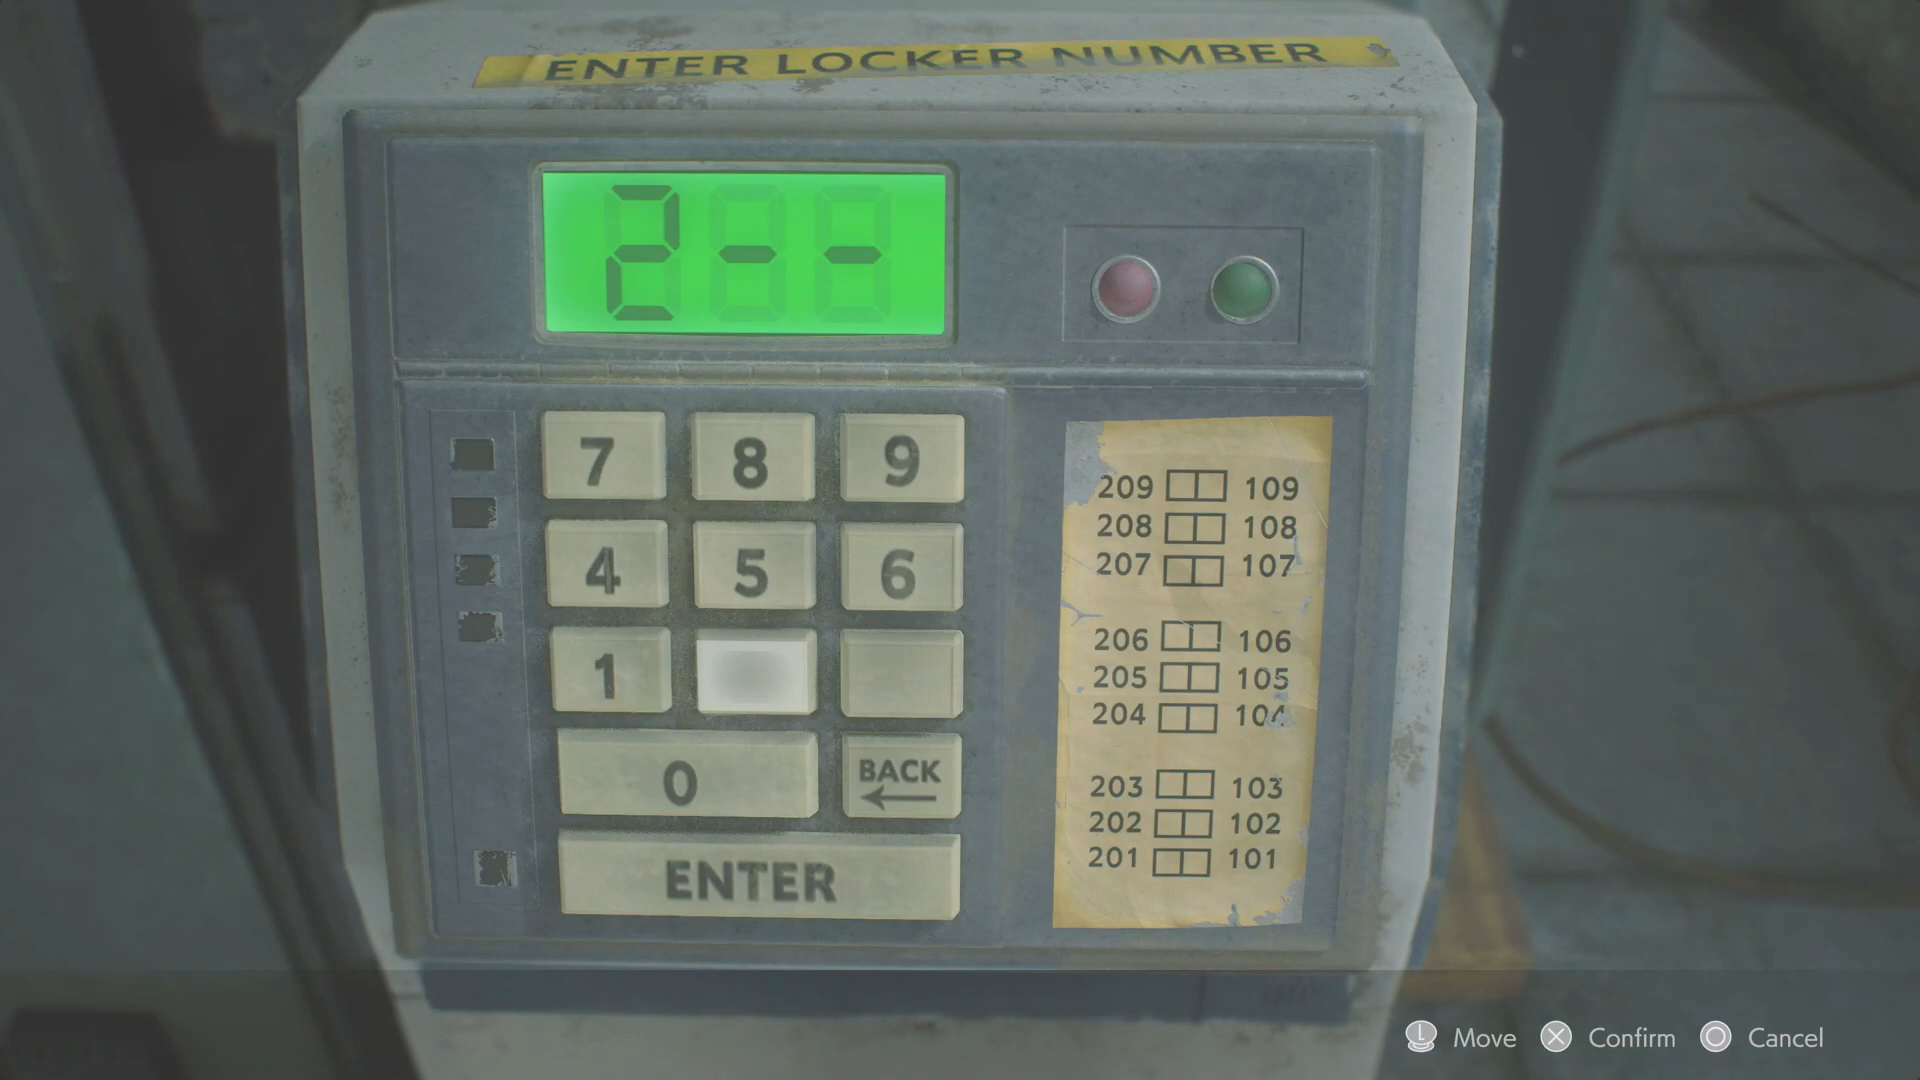 ENTER LOCKER NUMBER
2--
7 8 9
4 5 6
1
0 BACK
ENTER
209 109
208 108
207 107
206 106
205 105
204 104
203 103
202 102
201 101
L Move X Confirm O Cancel